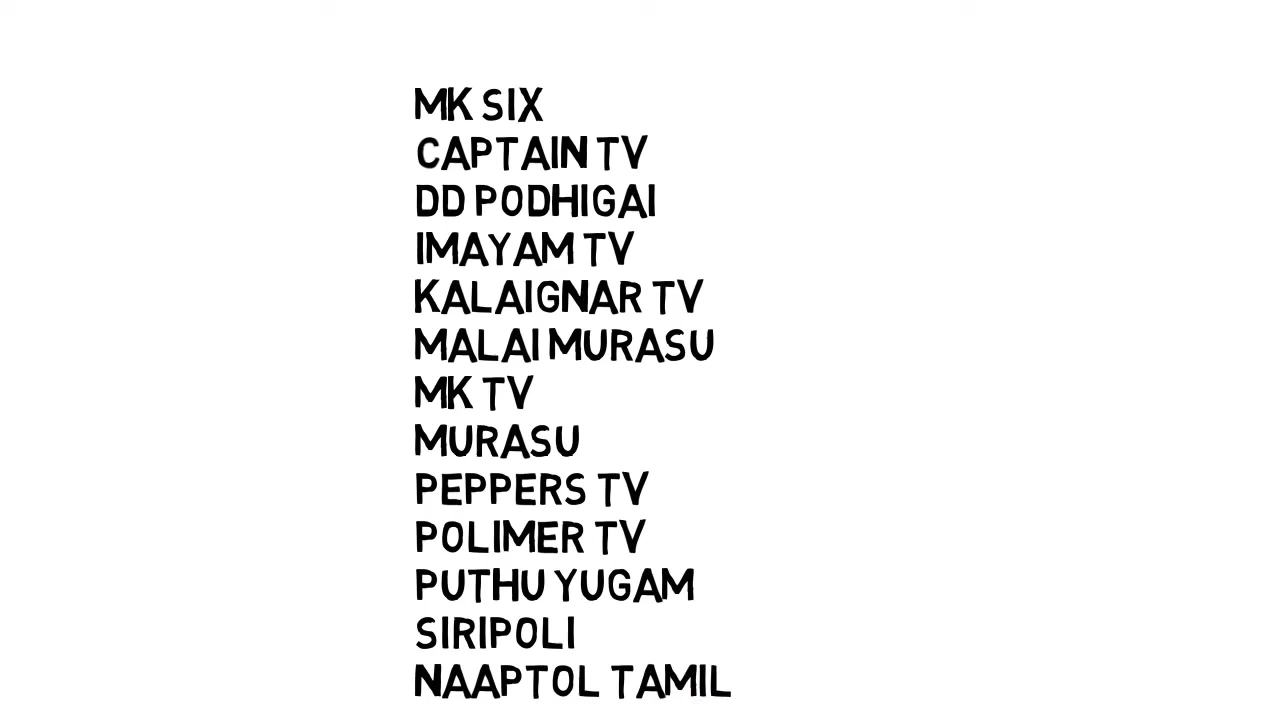 MK SIX
CAPTAIN TV
DD PODHIGAI
IMAYAM TV
KALAIGNAR TV
MALAI MURASU
MK TV
MURASU
PEPPERS TV
POLIMER TV
PUTHU YUGAM
SIRIPOLI
NAAPTOL TAMIL